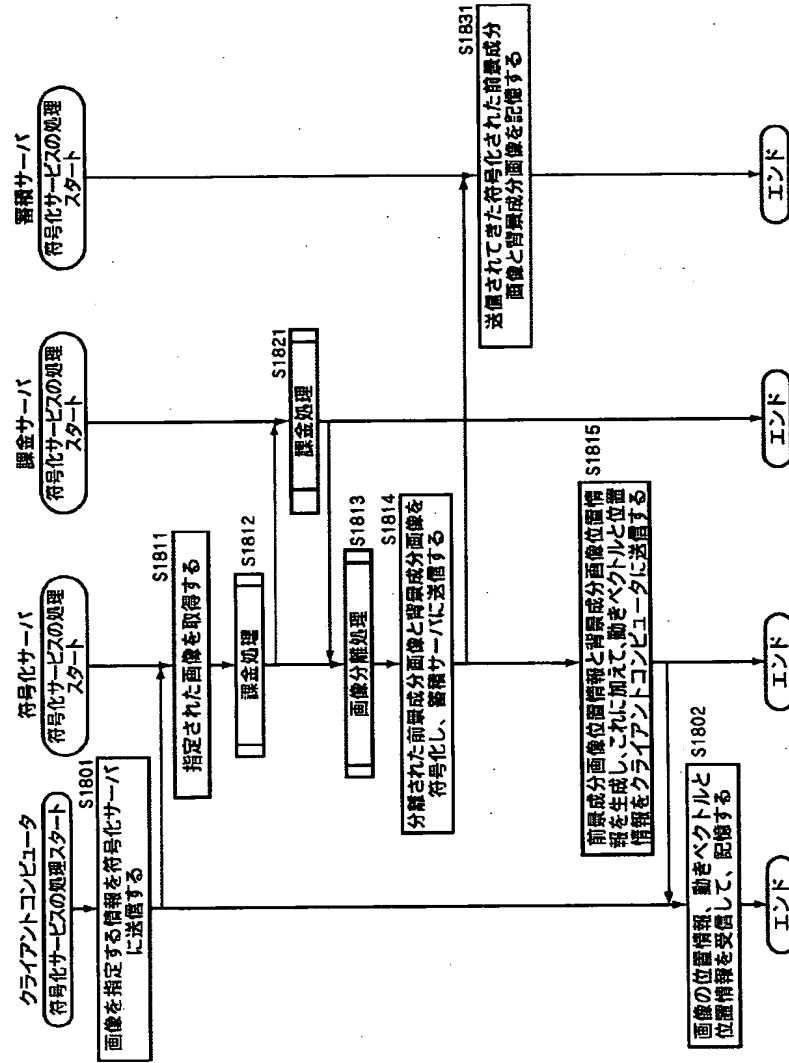 クライアントコンピュータ
符号化サービスの処理スタート
S1801
画像を指定する情報を符号化サーバ
に送信する
S1802
画像の位置情報、動きベクトルと
位置情報を受信して、記憶する
エンド
符号化サーバ
符号化サービスの処理
スタート
S1811
指定された画像を取得する
S1812
課金処理
S1813
画像分離処理
S1814
分離された前景成分画像と背景成分画像を
符号化し、蓄積サーバに送信する
S1815
前景成分画像位置情報と背景成分画像位置情
報を生成し、これに加えて、動きベクトルと位置
情報をクライアントコンピュータに送信する
エンド
課金サーバ
符号化サービスの処理
スタート
S1821
課金処理
エンド
蓄積サーバ
符号化サービスの処理
スタート
S1831
送信されてきた符号化された前景成分
画像と背景成分画像を記憶する
エンド